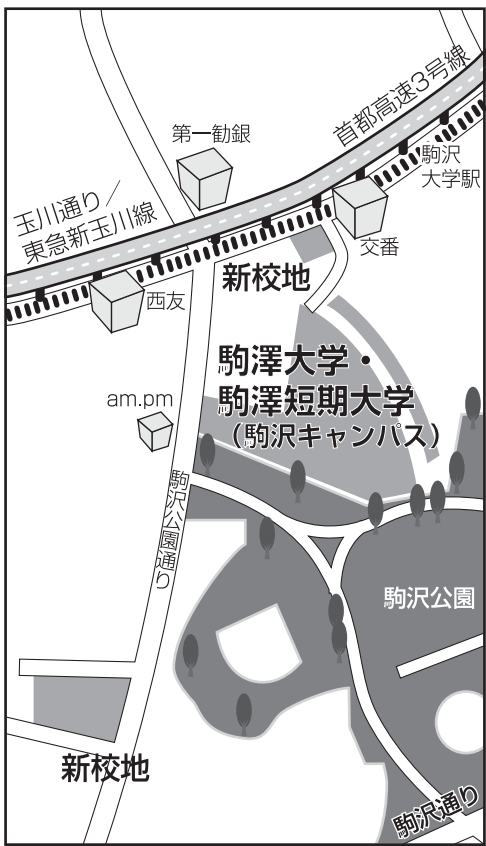 首都高速3号線
第一勧銀
駒沢
大学駅
玉川通り
東急新玉川線
交番
新校地
西友
駒澤大学・
駒澤短期大学
（駒沢キャンパス）
am.pm
駒沢公園通り
駒沢公園
新校地
駒沢通り